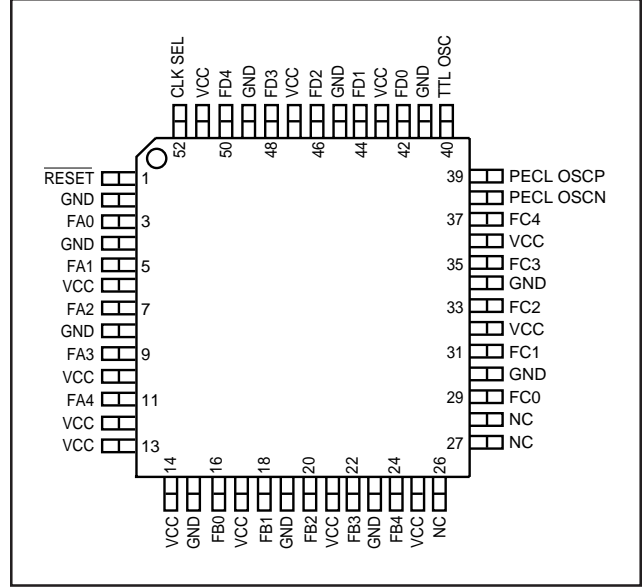 CLK SEL
VCC
FD4
GND
FD3
VCC
FD2
GND
FD1
VCC
FD0
GND
TTL OSC
52
50
48
46
44
42
40
RESET 1
GND
FA0 3
GND
FA1 5
VCC
FA2 7
GND
FA3 9
VCC
FA4 11
VCC
VCC 13
39 PECL OSCP
PECL OSCN
37 FC4
VCC
35 FC3
GND
33 FC2
VCC
31 FC1
GND
29 FC0
NC
27 NC
14
16
18
20
22
24
26
VCC
GND
FB0
VCC
FB1
GND
FB2
VCC
FB3
GND
FB4
VCC
NC